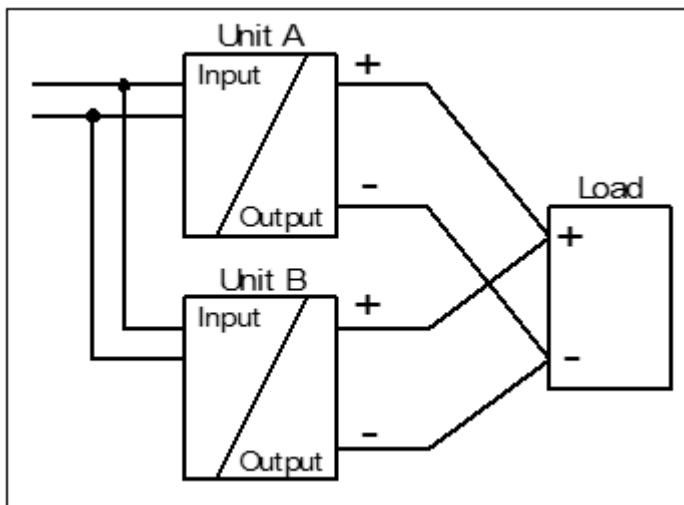 Unit A
Input
+
-
Output
Load
+
-
Unit B
Input
+
-
Output